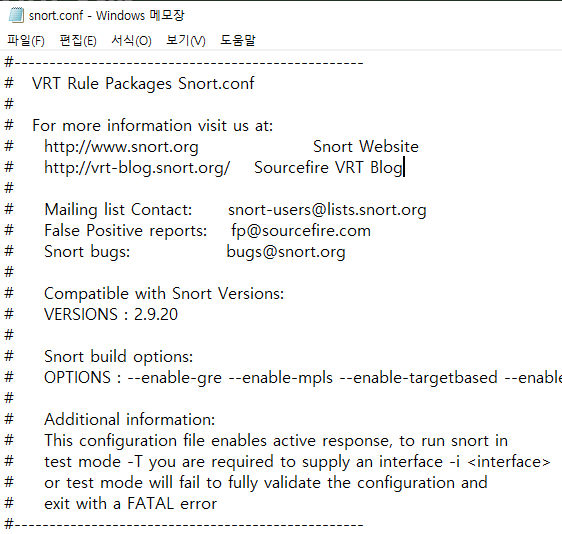 snort.conf - Windows 메모장
파일(F) 편집(E) 서식(O) 보기(V) 도움말
#--------------------------------------------------
# VRT Rule Packages Snort.conf
#
# For more information visit us at:
# http://www.snort.org Snort Website
# http://vrt-blog.snort.org/ Sourcefire VRT Blog
#
# Mailing list Contact: snort-users@lists.snort.org
# False Positive reports: fp@sourcefire.com
# Snort bugs: bugs@snort.org
#
# Compatible with Snort Versions:
# VERSIONS : 2.9.20
#
# Snort build options:
# OPTIONS : --enable-gre --enable-mpls --enable-targetbased --enable
#
# Additional information:
# This configuration file enables active response, to run snort in
# test mode -T you are required to supply an interface -i <interface>
# or test mode will fail to fully validate the configuration and
# exit with a FATAL error
#--------------------------------------------------